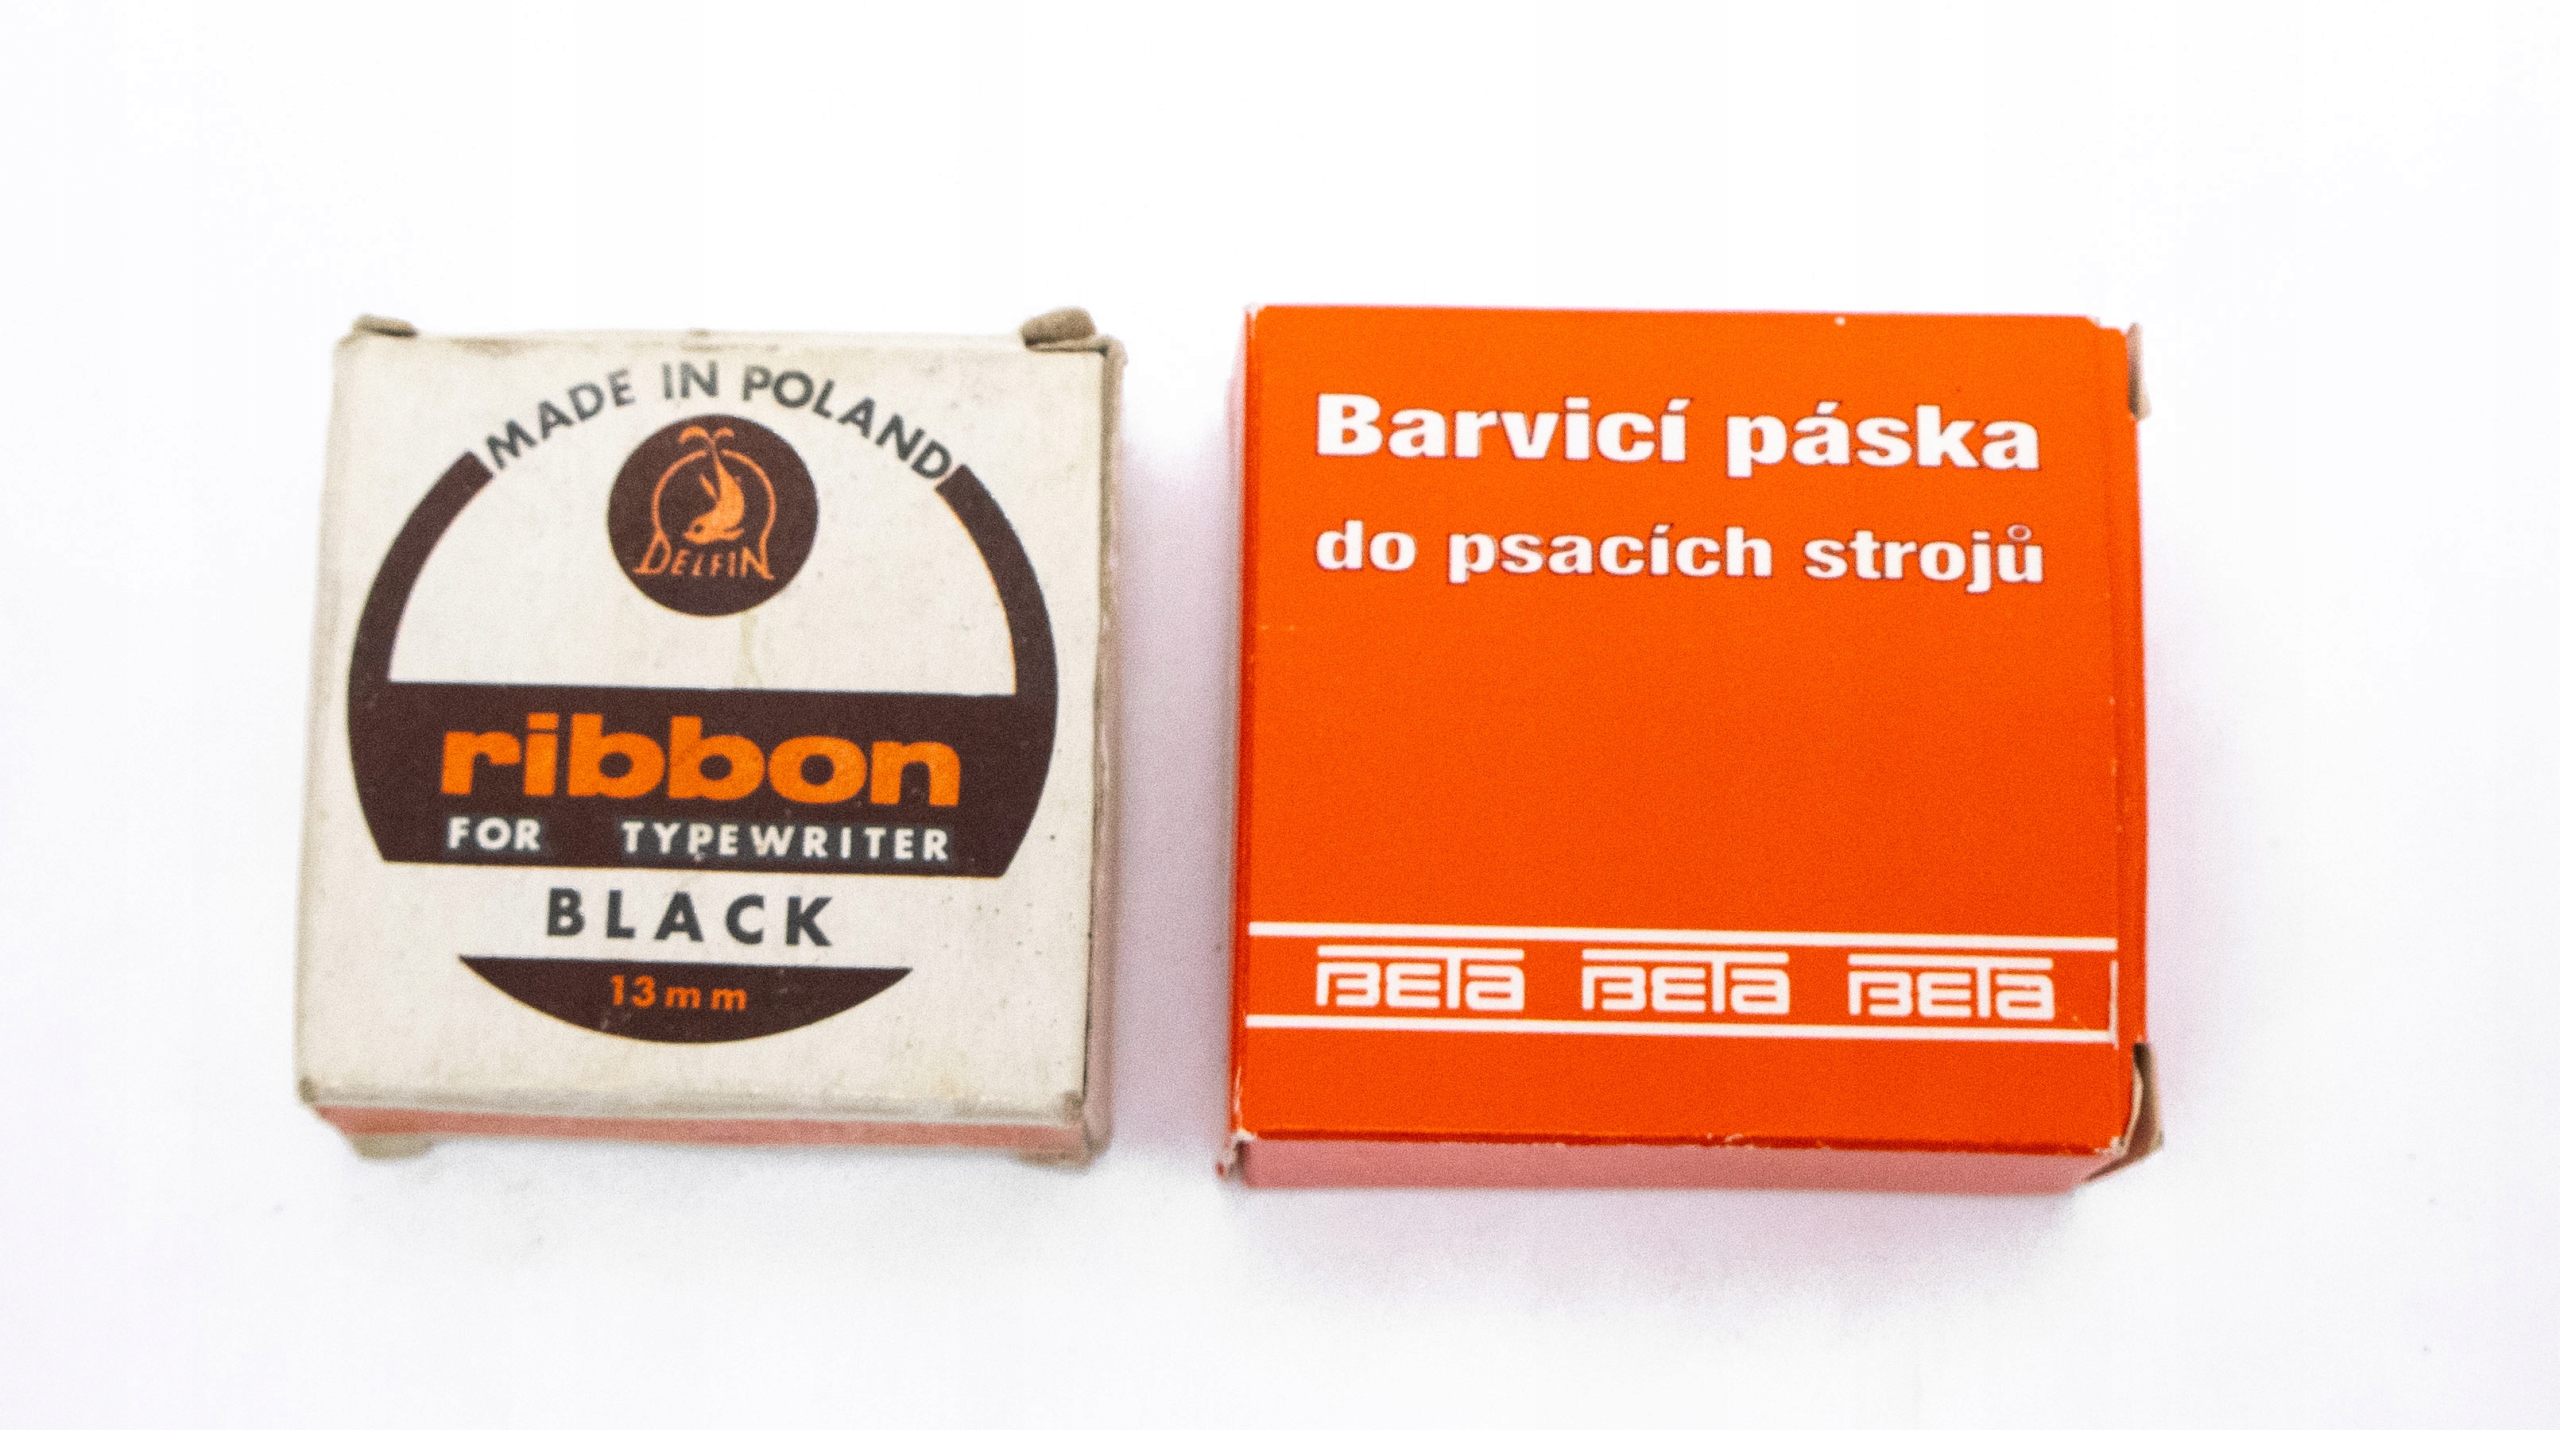 MADE IN POLAND
DELFIN
ribbon
FOR TYPEWRITER
BLACK
13mm
Barvicí páska
do psacích strojů
BETA BETA BETA